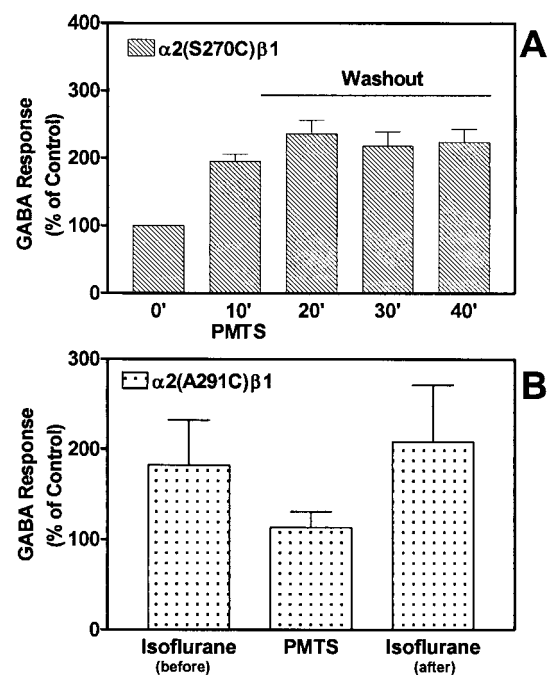 A
α2(S270C)β1
Washout
GABA Response
(% of Control)
400
300
200
100
0
0' 10' 20' 30' 40'
PMTS
B
α2(A291C)β1
GABA Response
(% of Control)
300
200
100
0
Isoflurane PMTS Isoflurane
(before) (after)